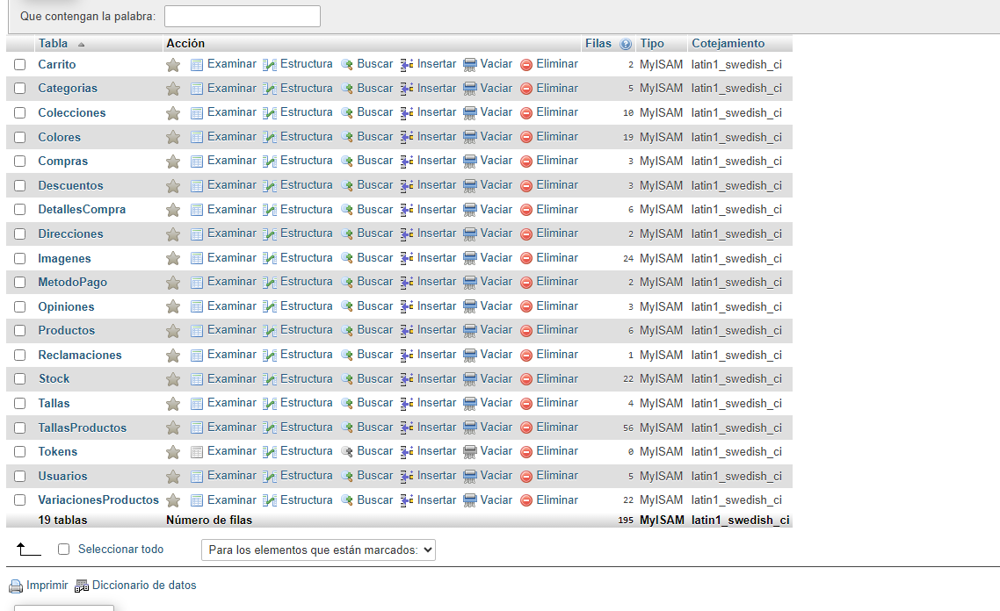 Que contengan la palabra:
Tabla Acción Filas Tipo Cotejamiento
Carrito Examinar Estructura Buscar Insertar Vaciar Eliminar 2 MyISAM latin1_swedish_ci
Categorias Examinar Estructura Buscar Insertar Vaciar Eliminar 5 MyISAM latin1_swedish_ci
Colecciones Examinar Estructura Buscar Insertar Vaciar Eliminar 10 MyISAM latin1_swedish_ci
Colores Examinar Estructura Buscar Insertar Vaciar Eliminar 19 MyISAM latin1_swedish_ci
Compras Examinar Estructura Buscar Insertar Vaciar Eliminar 3 MyISAM latin1_swedish_ci
Descuentos Examinar Estructura Buscar Insertar Vaciar Eliminar 3 MyISAM latin1_swedish_ci
DetallesCompra Examinar Estructura Buscar Insertar Vaciar Eliminar 6 MyISAM latin1_swedish_ci
Direcciones Examinar Estructura Buscar Insertar Vaciar Eliminar 2 MyISAM latin1_swedish_ci
Imagenes Examinar Estructura Buscar Insertar Vaciar Eliminar 24 MyISAM latin1_swedish_ci
MetodoPago Examinar Estructura Buscar Insertar Vaciar Eliminar 2 MyISAM latin1_swedish_ci
Opiniones Examinar Estructura Buscar Insertar Vaciar Eliminar 3 MyISAM latin1_swedish_ci
Productos Examinar Estructura Buscar Insertar Vaciar Eliminar 6 MyISAM latin1_swedish_ci
Reclamaciones Examinar Estructura Buscar Insertar Vaciar Eliminar 1 MyISAM latin1_swedish_ci
Stock Examinar Estructura Buscar Insertar Vaciar Eliminar 22 MyISAM latin1_swedish_ci
Tallas Examinar Estructura Buscar Insertar Vaciar Eliminar 4 MyISAM latin1_swedish_ci
TallasProductos Examinar Estructura Buscar Insertar Vaciar Eliminar 56 MyISAM latin1_swedish_ci
Tokens Examinar Estructura Buscar Insertar Vaciar Eliminar 0 MyISAM latin1_swedish_ci
Usuarios Examinar Estructura Buscar Insertar Vaciar Eliminar 5 MyISAM latin1_swedish_ci
VariacionesProductos Examinar Estructura Buscar Insertar Vaciar Eliminar 22 MyISAM latin1_swedish_ci
19 tablas Número de filas 195 MyISAM latin1_swedish_ci
Seleccionar todo Para los elementos que están marcados:
Imprimir Diccionario de datos